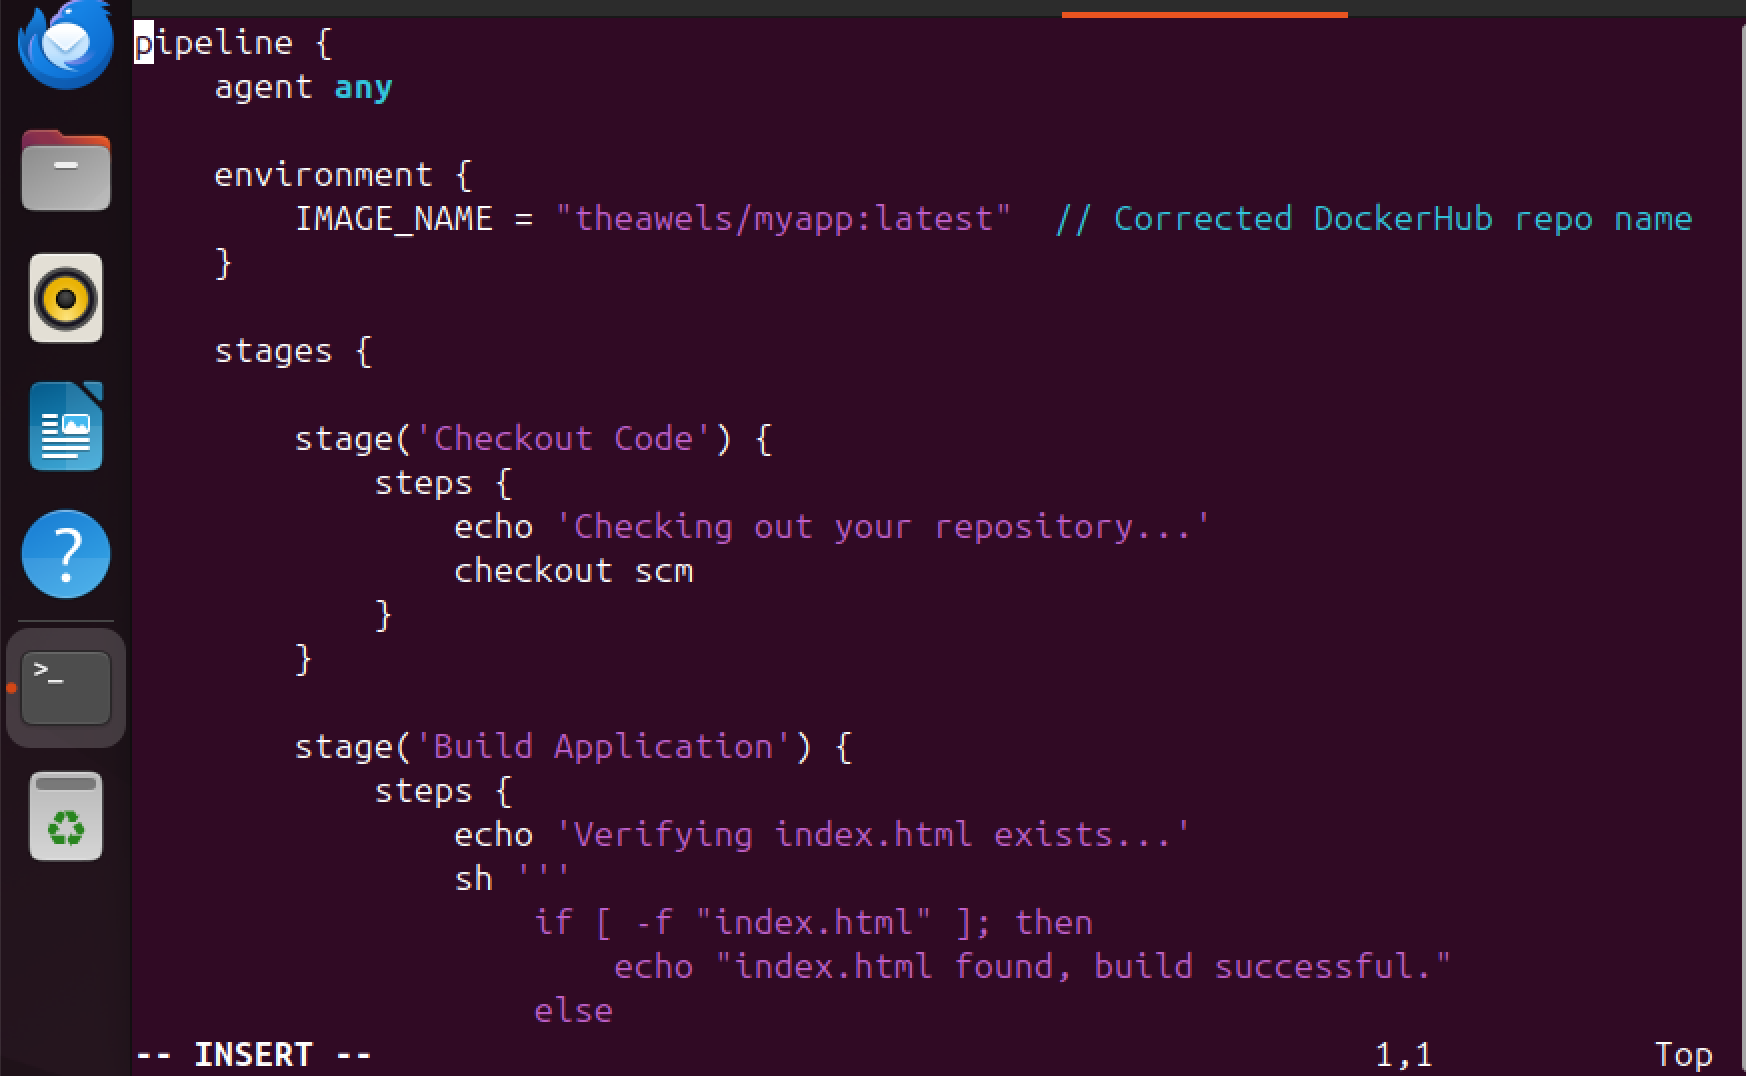 pipeline {
    agent any

    environment {
        IMAGE_NAME = "theawels/myapp:latest"  // Corrected DockerHub repo name
    }

    stages {

        stage('Checkout Code') {
            steps {
                echo 'Checking out your repository...'
                checkout scm
            }
        }

        stage('Build Application') {
            steps {
                echo 'Verifying index.html exists...'
                sh '''
                    if [ -f "index.html" ]; then
                        echo "index.html found, build successful."
                    else
-- INSERT --                                                  1,1           Top